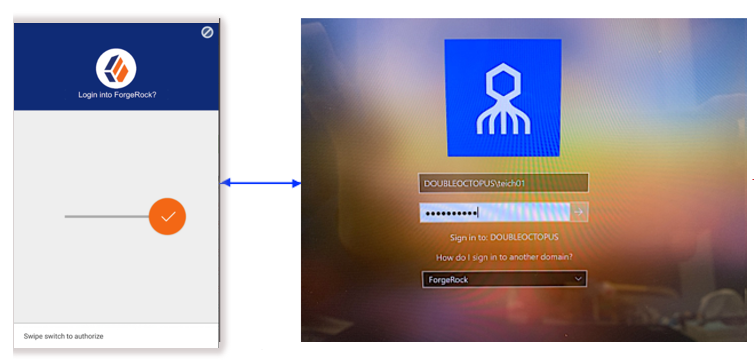 Login into ForgeRock?
Swipe switch to authorize
DOUBLEOCTOPUS\teich01
Sign in to: DOUBLEOCTOPUS
How do I sign in to another domain?
ForgeRock